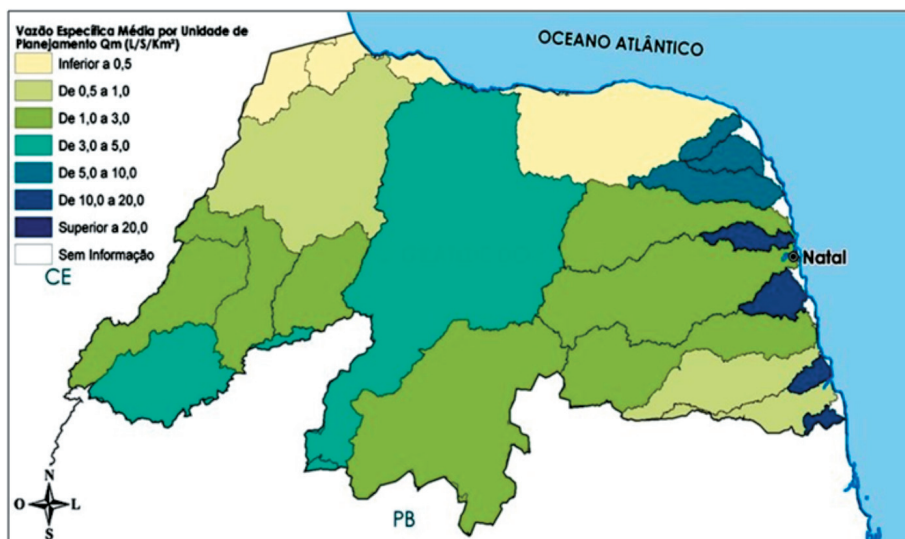 Vazão Específica Média por Unidade de
Planejamento Qm (L/S/Km²)
Inferior a 0,5
De 0,5 a 1,0
De 1,0 a 3,0
De 3,0 a 5,0
De 5,0 a 10,0
De 10,0 a 20,0
Superior a 20,0
Sem Informação
OCEANO ATLÂNTICO
Natal
CE
PB
N
O
L
S